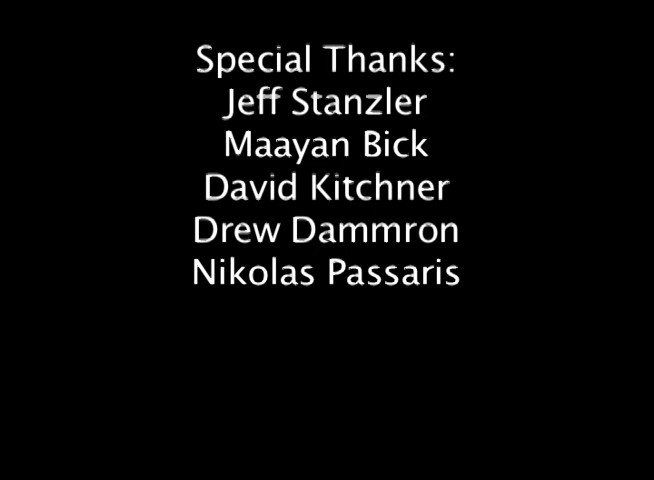 Special Thanks:
Jeff Stanzler
Maayan Bick
David Kitchner
Drew Dammron
Nikolas Passaris